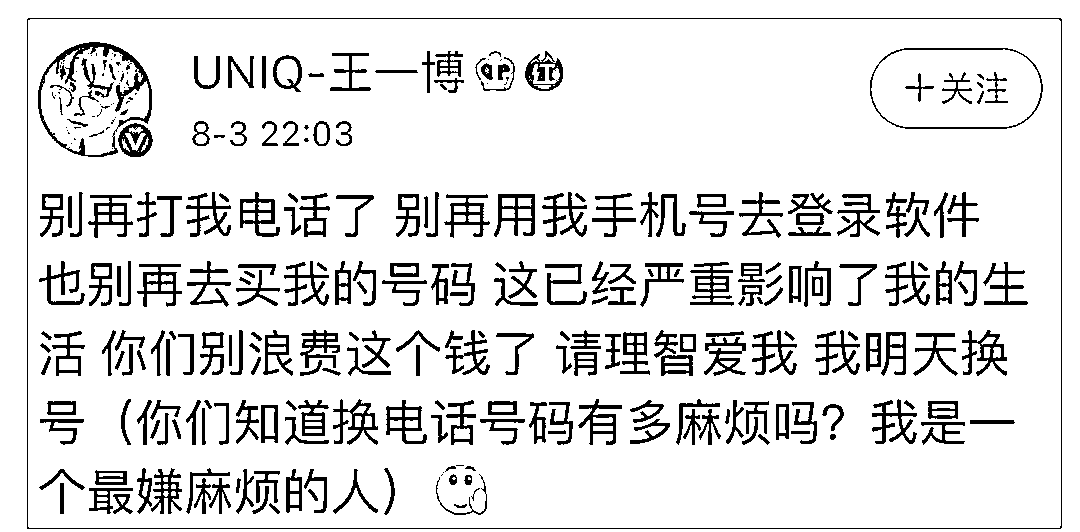 UNIQ-王一博
8-3 22:03
+关注
别再打我电话了 别再用我手机号去登录软件
也别再去买我的号码 这已经严重影响了我的生
活 你们别浪费这个钱了 请理智爱我 我明天换
号（你们知道换电话号码有多麻烦吗？我是一
个最嫌麻烦的人）